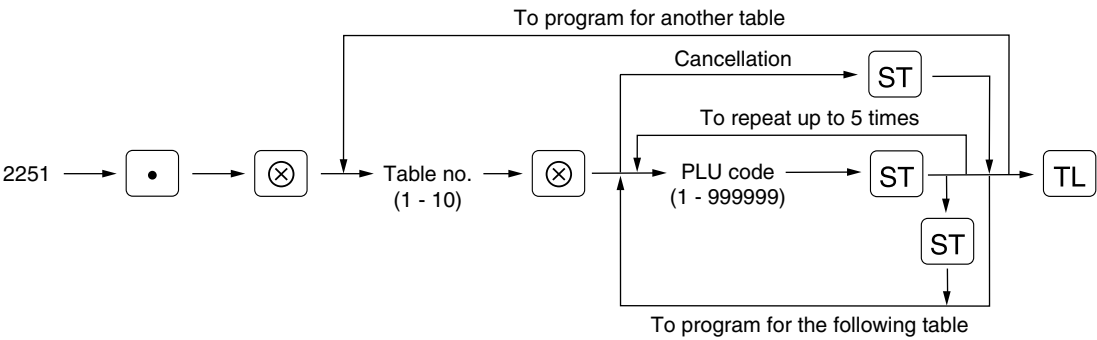 To program for another table
Cancellation
ST
To repeat up to 5 times
2251
•
⊗
Table no.
(1 - 10)
⊗
PLU code
(1 - 999999)
ST
TL
ST
To program for the following table